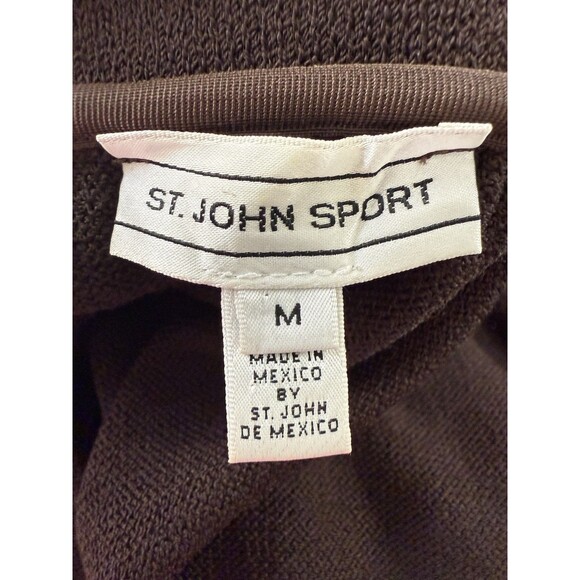 ST. JOHN SPORT
M
MADE IN
MEXICO
BY
ST. JOHN
DE MEXICO